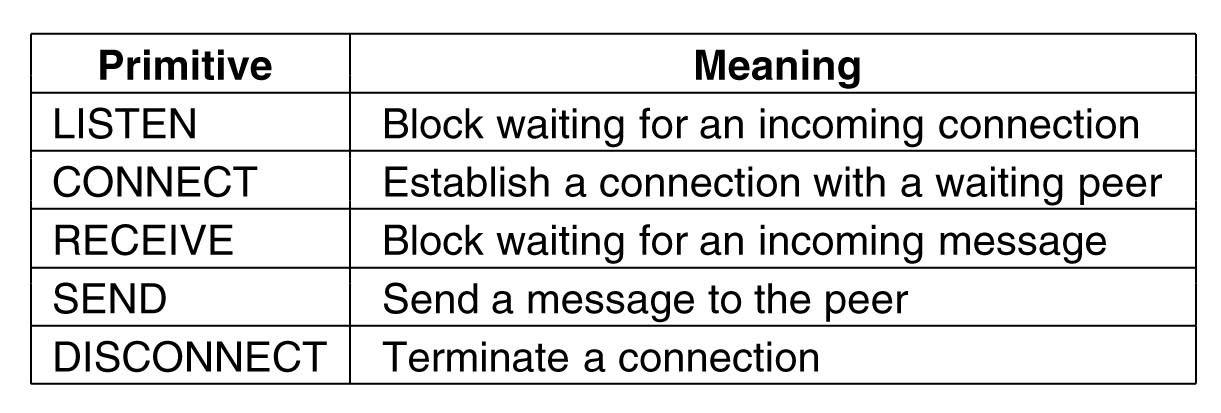 Primitive Meaning
LISTEN Block waiting for an incoming connection
CONNECT Establish a connection with a waiting peer
RECEIVE Block waiting for an incoming message
SEND Send a message to the peer
DISCONNECT Terminate a connection